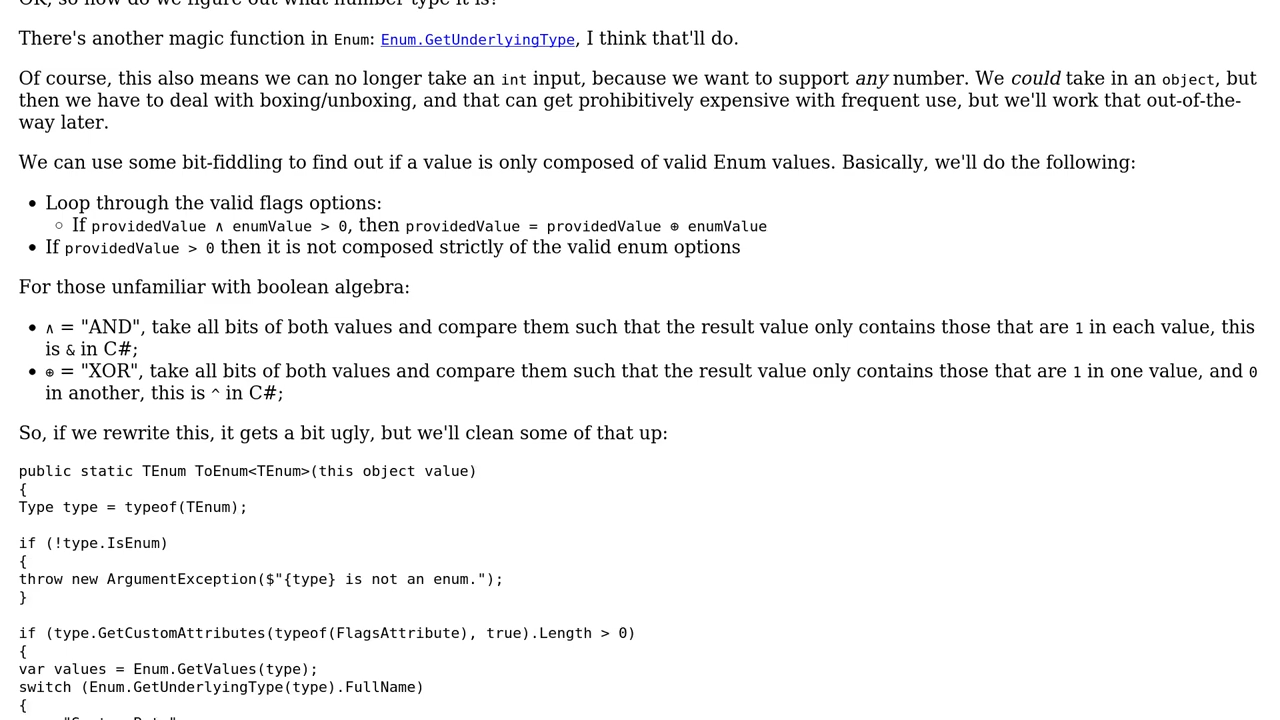 OK, so how do we figure out what number type it is?
There's another magic function in Enum: Enum.GetUnderlyingType, I think that'll do.
Of course, this also means we can no longer take an int input, because we want to support any number. We could take in an object, but
then we have to deal with boxing/unboxing, and that can get prohibitively expensive with frequent use, but we'll work that out-of-the-
way later.
We can use some bit-fiddling to find out if a value is only composed of valid Enum values. Basically, we'll do the following:
• Loop through the valid flags options:
◦ If providedValue ∧ enumValue > 0, then providedValue = providedValue ⊕ enumValue
• If providedValue > 0 then it is not composed strictly of the valid enum options
For those unfamiliar with boolean algebra:
• ∧ = "AND", take all bits of both values and compare them such that the result value only contains those that are 1 in each value, this
is & in C#;
• ⊕ = "XOR", take all bits of both values and compare them such that the result value only contains those that are 1 in one value, and 0
in another, this is ^ in C#;
So, if we rewrite this, it gets a bit ugly, but we'll clean some of that up:
public static TEnum ToEnum<TEnum>(this object value)
{
Type type = typeof(TEnum);
if (!type.IsEnum)
{
throw new ArgumentException($"{type} is not an enum.");
}
if (type.GetCustomAttributes(typeof(FlagsAttribute), true).Length > 0)
{
var values = Enum.GetValues(type);
switch (Enum.GetUnderlyingType(type).FullName)
{